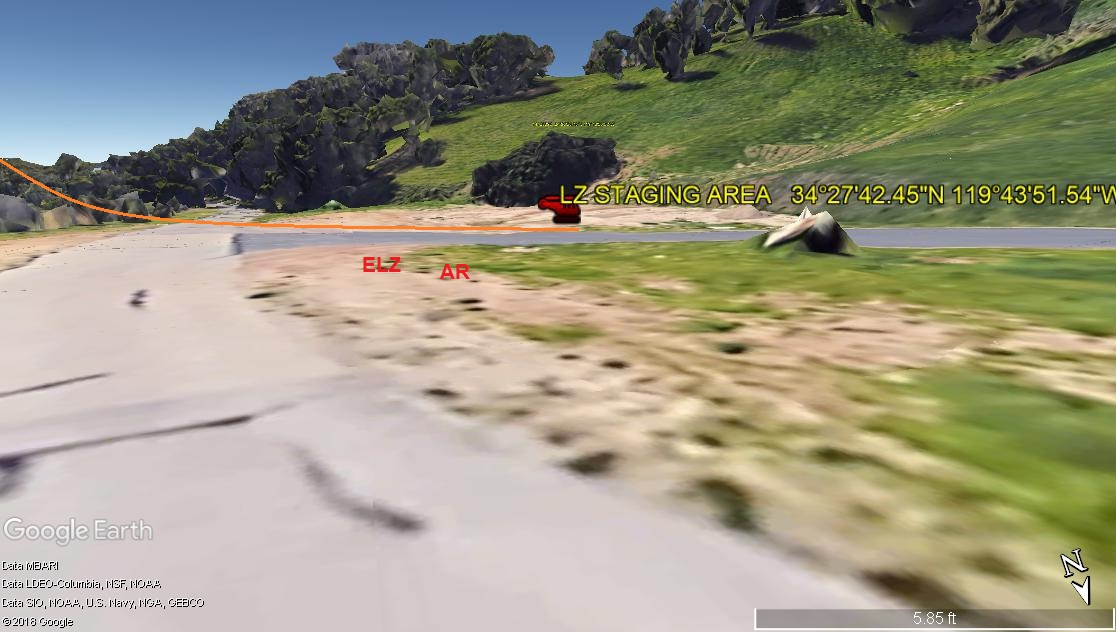 LZ STAGING AREA 34°27'42.45"N 119°43'51.54"W
ELZ AR
Google Earth
Data MBARI
Data LDEO-Columbia, NSF, NOAA
Data SIO, NOAA, U.S. Navy, NGA, GEBCO
©2018 Google
N
5.85 ft